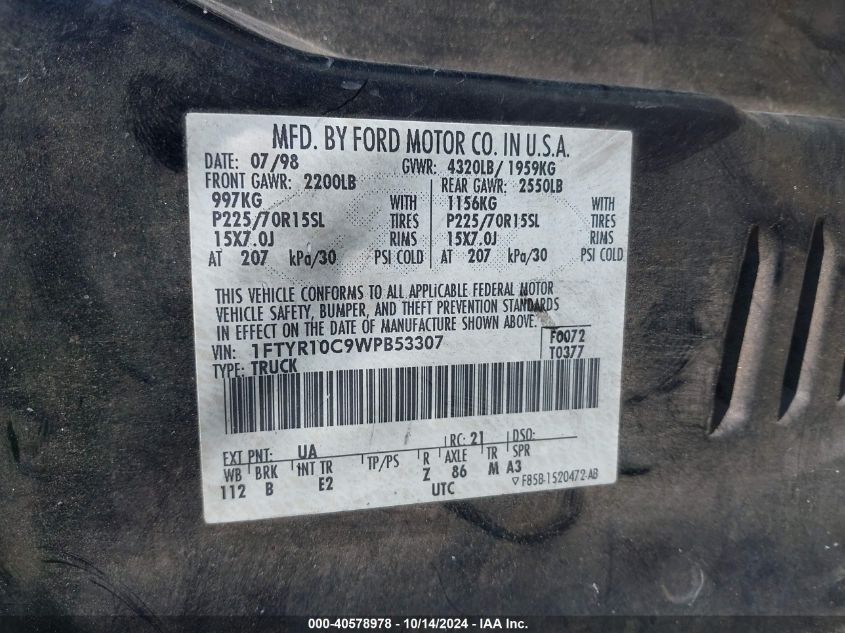 MFD. BY FORD MOTOR CO. IN U.S.A.
DATE: 07/98 GVWR: 4320LB/ 1959KG
FRONT GAWR: 2200LB REAR GAWR: 2550LB
997KG WITH 1156KG WITH
P225/70R15SL TIRES P225/70R15SL TIRES
15X7.0J RIMS 15X7.0J RIMS
AT 207 kPa/30 PSI COLD AT 207 kPa/30 PSI COLD
THIS VEHICLE CONFORMS TO ALL APPLICABLE FEDERAL MOTOR
VEHICLE SAFETY, BUMPER, AND THEFT PREVENTION STANDARDS
IN EFFECT ON THE DATE OF MANUFACTURE SHOWN ABOVE.
VIN: 1FTYR10C9WPB53307 F0072
TYPE: TRUCK T0377
EXT PNT: UA RC: 21 DSO:
WB BRK INT TR TP/PS R AXLE TR SPR
112 B E2 Z 86 M A3
UTC ▽ F85B-1520472-AB
000-40578978 - 10/14/2024 - IAA Inc.